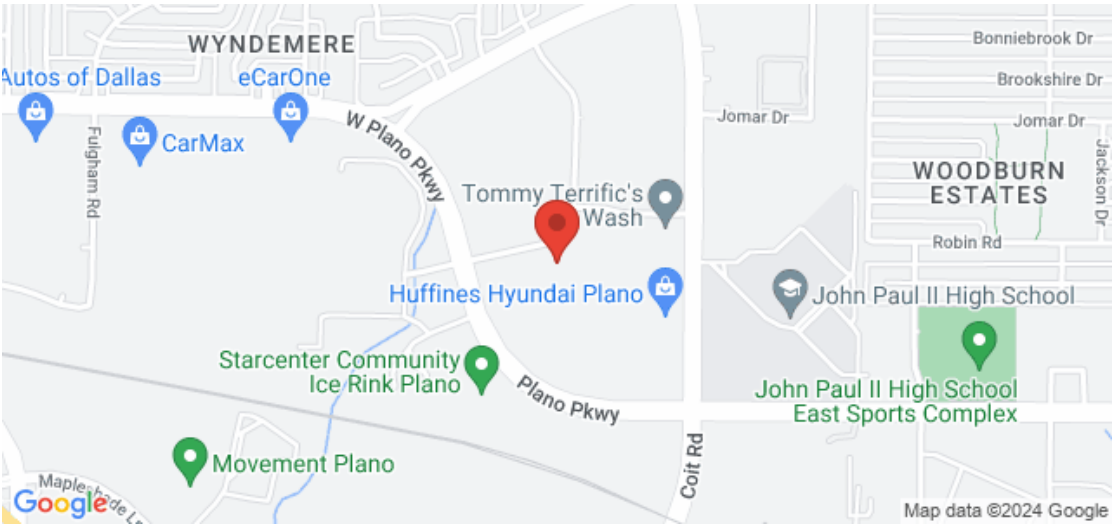 WYNDEMERE
Bonniebrook Dr
Autos of Dallas
eCarOne
Brookshire Dr
Jomar Dr
Jomar Dr
CarMax
W Plano Pkwy
Fulgham Rd
Jackson Dr
WOODBURN
ESTATES
Tommy Terrific's
Wash
Robin Rd
Huffines Hyundai Plano
John Paul II High School
Starcenter Community
Ice Rink Plano
Plano Pkwy
John Paul II High School
East Sports Complex
Coit Rd
Movement Plano
Mapleshade Ln
Google
Map data ©2024 Google